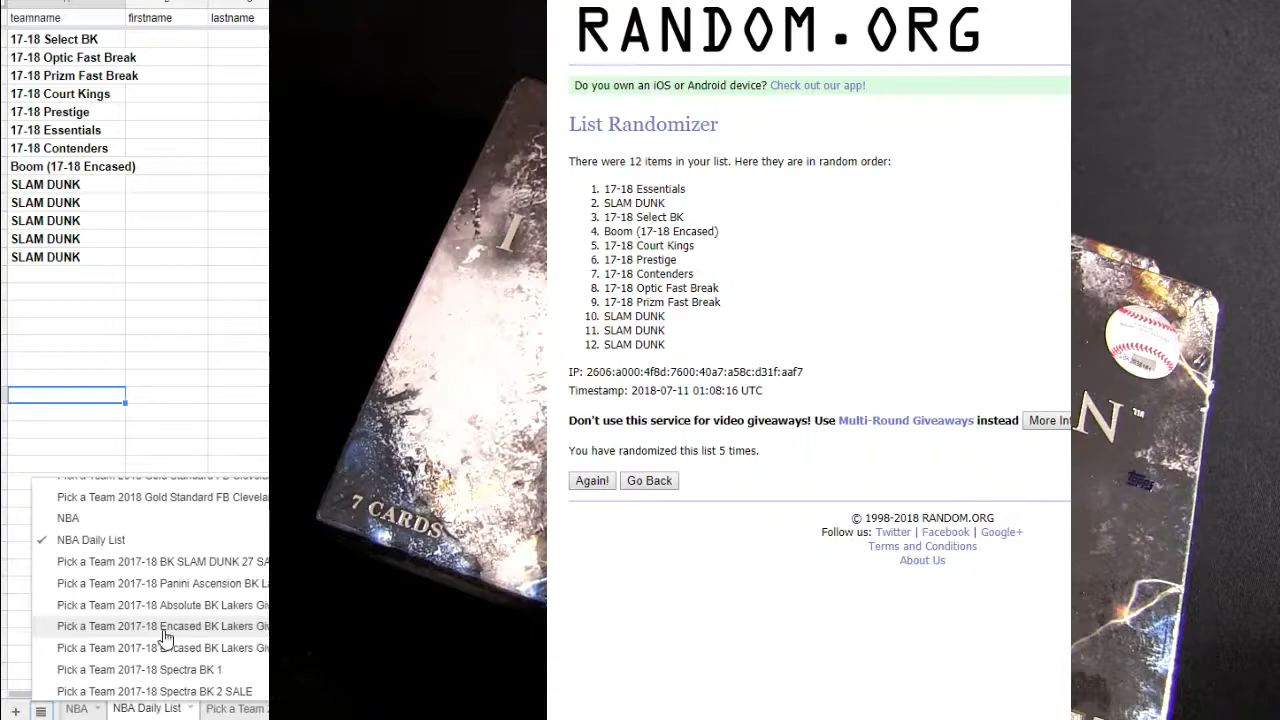 teamname firstname lastname
17-18 Select BK
17-18 Optic Fast Break
17-18 Prizm Fast Break
17-18 Court Kings
17-18 Prestige
17-18 Essentials
17-18 Contenders
Boom (17-18 Encased)
SLAM DUNK
SLAM DUNK
SLAM DUNK
SLAM DUNK
SLAM DUNK
Pick a Team 2018 Gold Standard FB Clevela
NBA
NBA Daily List
Pick a Team 2017-18 BK SLAM DUNK 27 SA
Pick a Team 2017-18 Panini Ascension BK L
Pick a Team 2017-18 Absolute BK Lakers Gi
Pick a Team 2017-18 Encased BK Lakers Giv
Pick a Team 2017-18 Encased BK Lakers Giv
Pick a Team 2017-18 Spectra BK 1
Pick a Team 2017-18 Spectra BK 2 SALE
NBA NBA Daily List Pick a Team
I
7 CARDS
RANDOM.ORG
Do you own an iOS or Android device? Check out our app!
List Randomizer
There were 12 items in your list. Here they are in random order:
1. 17-18 Essentials
2. SLAM DUNK
3. 17-18 Select BK
4. Boom (17-18 Encased)
5. 17-18 Court Kings
6. 17-18 Prestige
7. 17-18 Contenders
8. 17-18 Optic Fast Break
9. 17-18 Prizm Fast Break
10. SLAM DUNK
11. SLAM DUNK
12. SLAM DUNK
IP: 2606:a000:4f8d:7600:40a7:a58c:d31f:aaf7
Timestamp: 2018-07-11 01:08:16 UTC
Don't use this service for video giveaways! Use Multi-Round Giveaways instead More In
You have randomized this list 5 times.
Again! Go Back
© 1998-2018 RANDOM.ORG
Follow us: Twitter | Facebook | Google+
Terms and Conditions
About Us
N™
topps